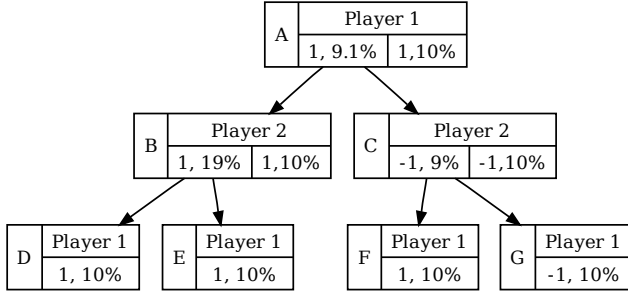 A
Player 1
1, 9.1% 1,10%
B
Player 2
1, 19% 1,10%
C
Player 2
-1, 9% -1,10%
D
Player 1
1, 10%
E
Player 1
1, 10%
F
Player 1
1, 10%
G
Player 1
-1, 10%